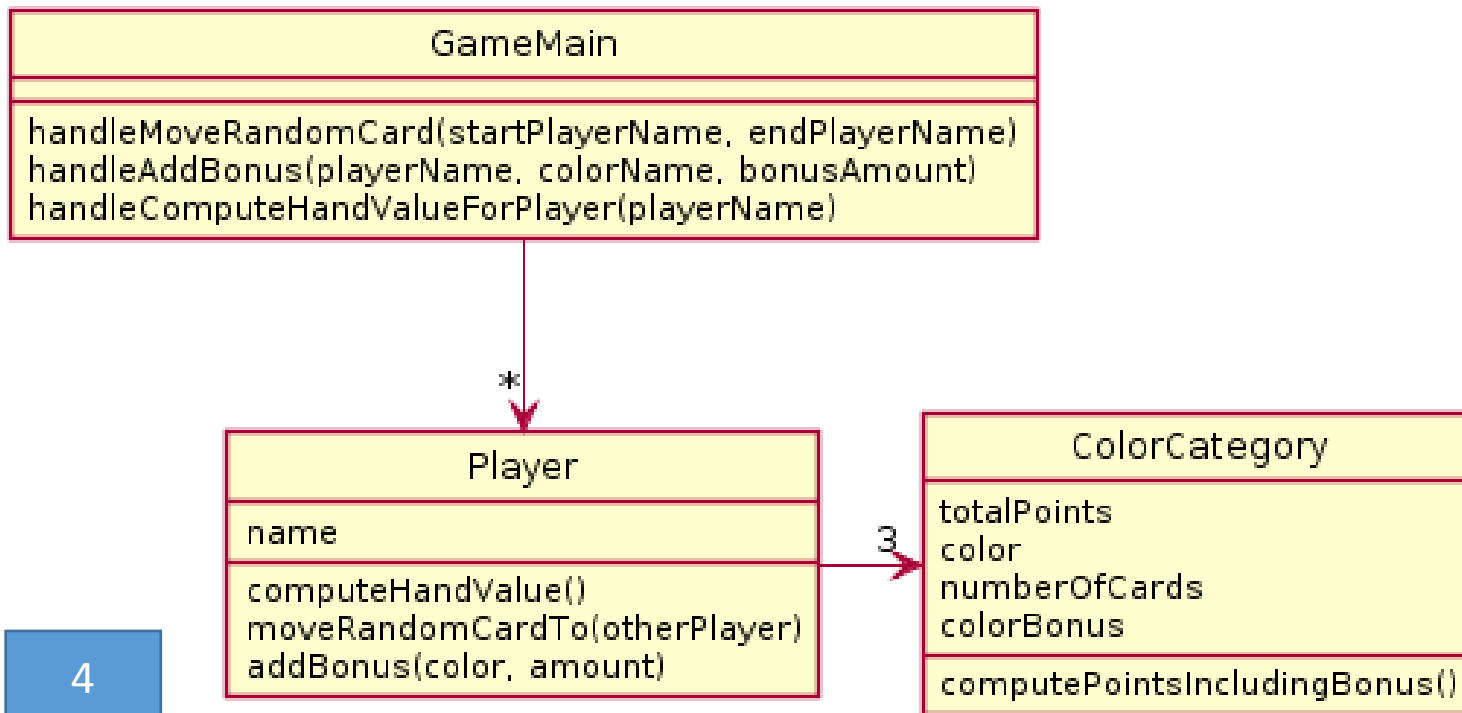 GameMain
handleMoveRandomCard(startPlayerName, endPlayerName)
handleAddBonus(playerName, colorName, bonusAmount)
handleComputeHandValueForPlayer(playerName)
*
Player
name
computeHandValue()
moveRandomCardTo(otherPlayer)
addBonus(color, amount)
3
ColorCategory
totalPoints
color
numberOfCards
colorBonus
computePointsIncludingBonus()
4